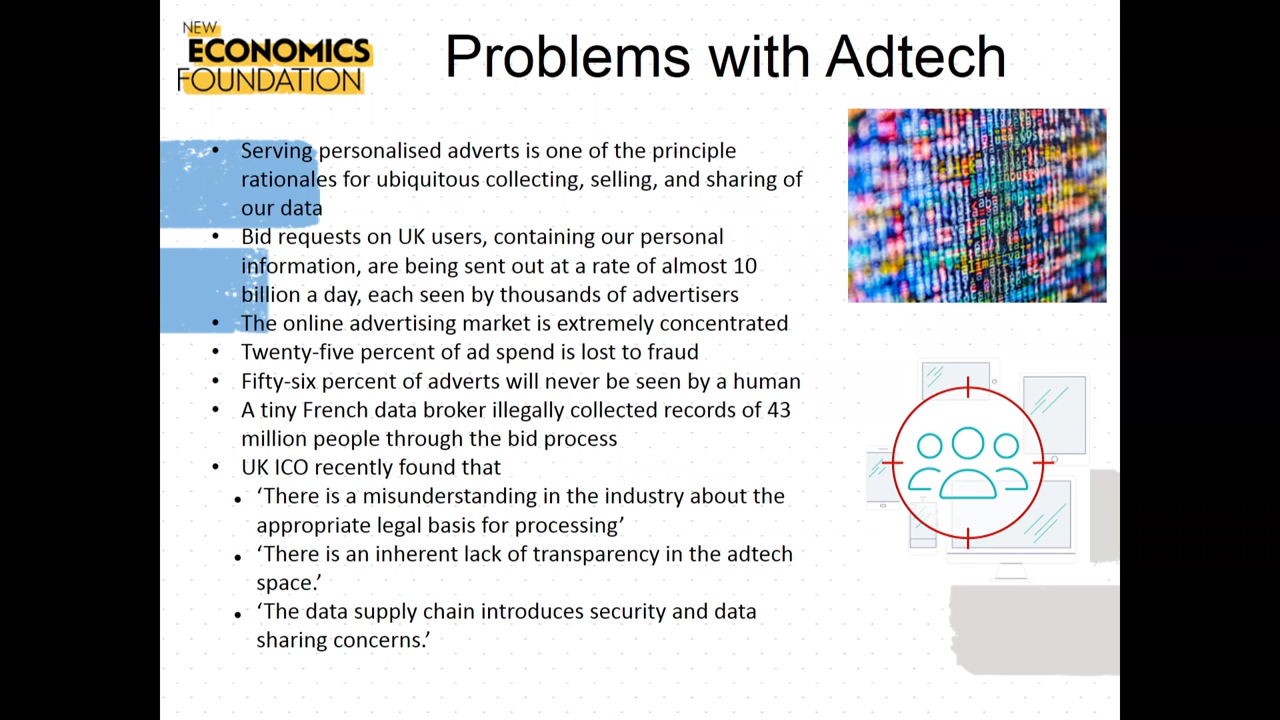 NEW
ECONOMICS
FOUNDATION
Problems with Adtech
• Serving personalised adverts is one of the principle
rationales for ubiquitous collecting, selling, and sharing of
our data
• Bid requests on UK users, containing our personal
information, are being sent out at a rate of almost 10
billion a day, each seen by thousands of advertisers
• The online advertising market is extremely concentrated
• Twenty-five percent of ad spend is lost to fraud
• Fifty-six percent of adverts will never be seen by a human
• A tiny French data broker illegally collected records of 43
million people through the bid process
• UK ICO recently found that
• ‘There is a misunderstanding in the industry about the
appropriate legal basis for processing’
• ‘There is an inherent lack of transparency in the adtech
space.’
• ‘The data supply chain introduces security and data
sharing concerns.’